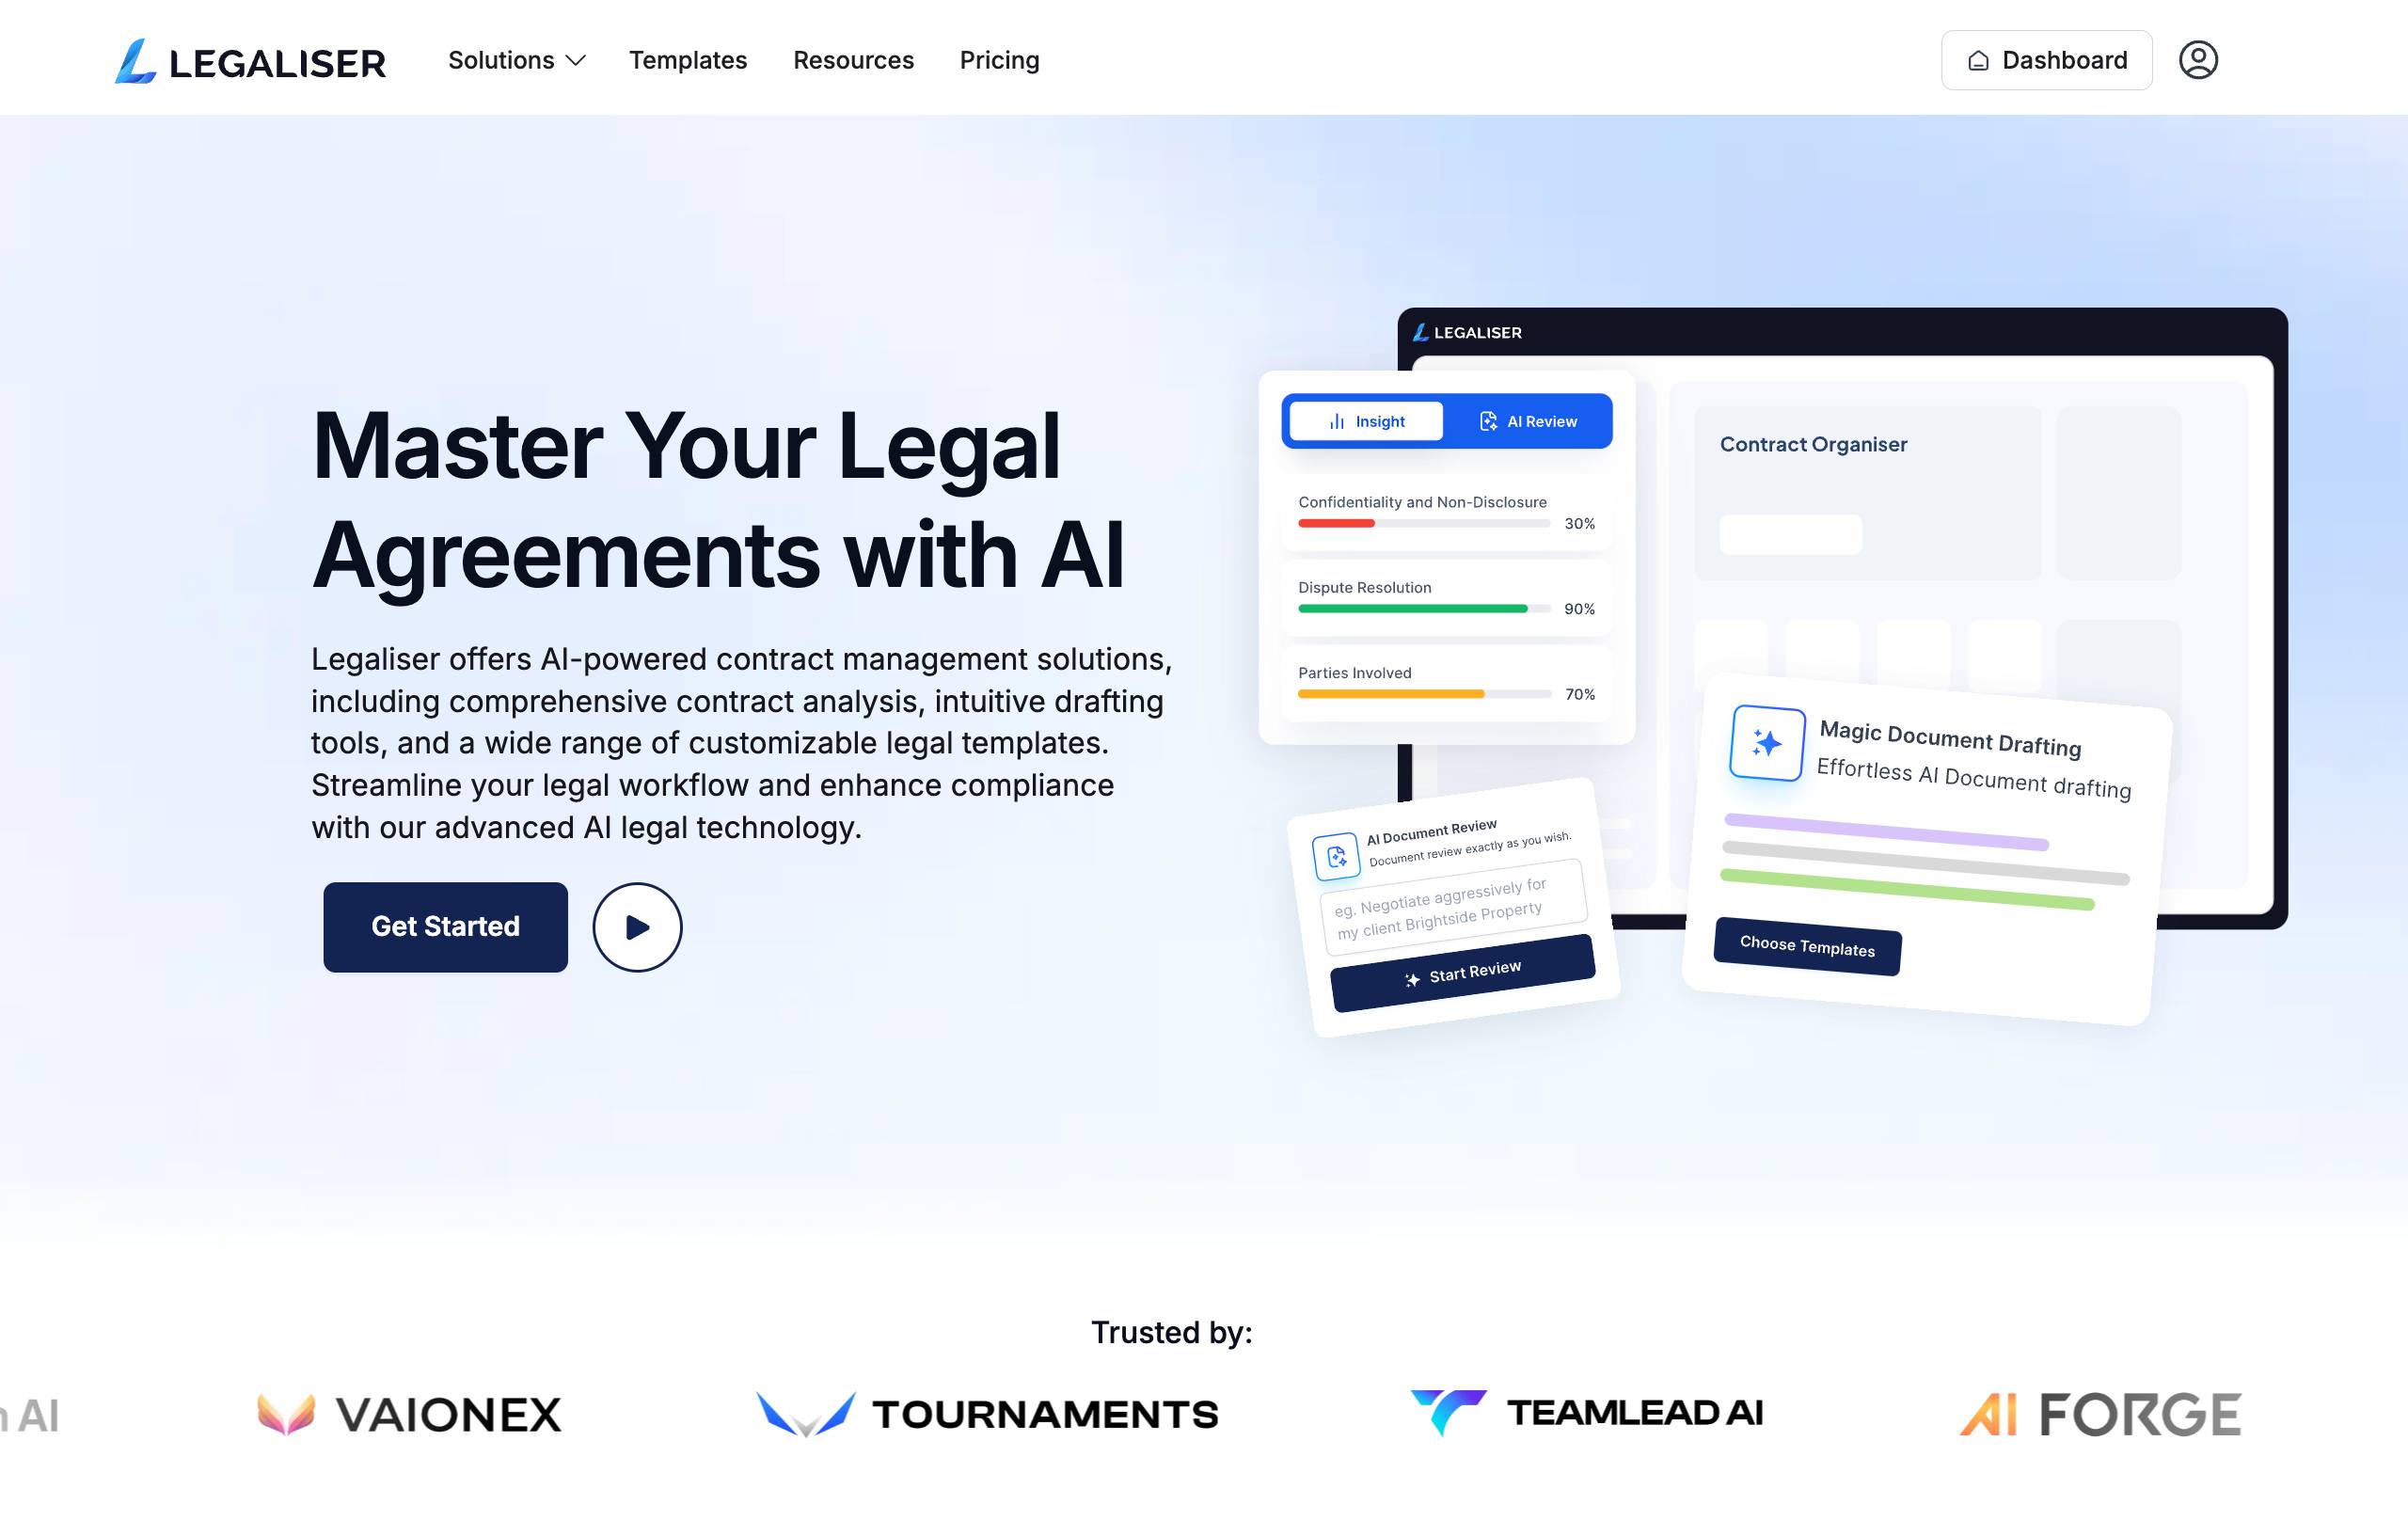 LEGALISER
Solutions
Templates
Resources
Pricing
Dashboard
Master Your Legal
Agreements with AI
Legaliser offers AI-powered contract management solutions,
including comprehensive contract analysis, intuitive drafting
tools, and a wide range of customizable legal templates.
Streamline your legal workflow and enhance compliance
with our advanced AI legal technology.
Get Started
LEGALISER
Insight
AI Review
Confidentiality and Non-Disclosure
30%
Dispute Resolution
90%
Parties Involved
70%
Contract Organiser
Magic Document Drafting
Effortless AI Document drafting
Choose Templates
AI Document Review
Document review exactly as you wish.
eg. Negotiate aggressively for
my client Brightside Property
Start Review
Trusted by:
AI
VAIONEX
TOURNAMENTS
TEAMLEAD AI
AI FORGE